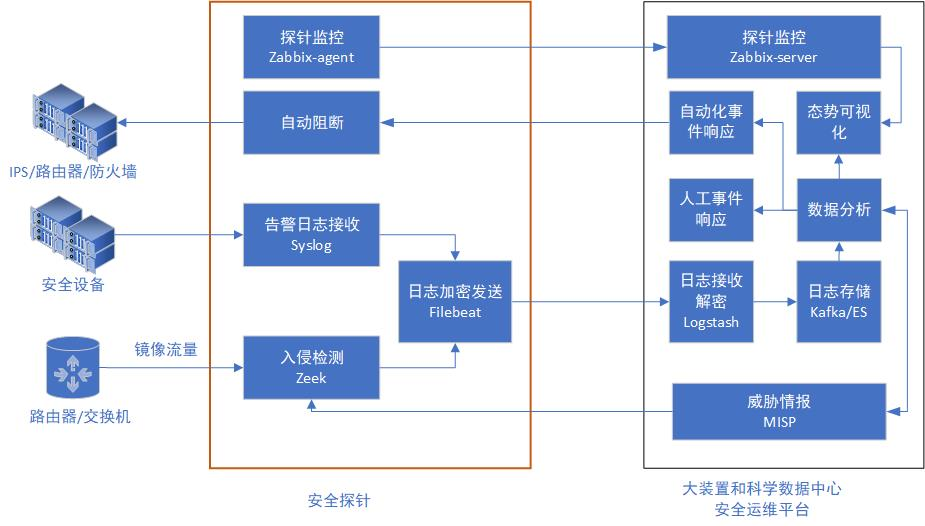 探针监控
Zabbix-agent
探针监控
Zabbix-server
自动阻断
自动化事
件响应
态势可视
化
IPS/路由器/防火墙
告警日志接收
Syslog
人工事件
响应
数据分析
安全设备
日志加密发送
Filebeat
日志接收
解密
Logstash
日志存储
Kafka/ES
镜像流量
入侵检测
Zeek
路由器/交换机
威胁情报
MISP
安全探针
大装置和科学数据中心
安全运维平台